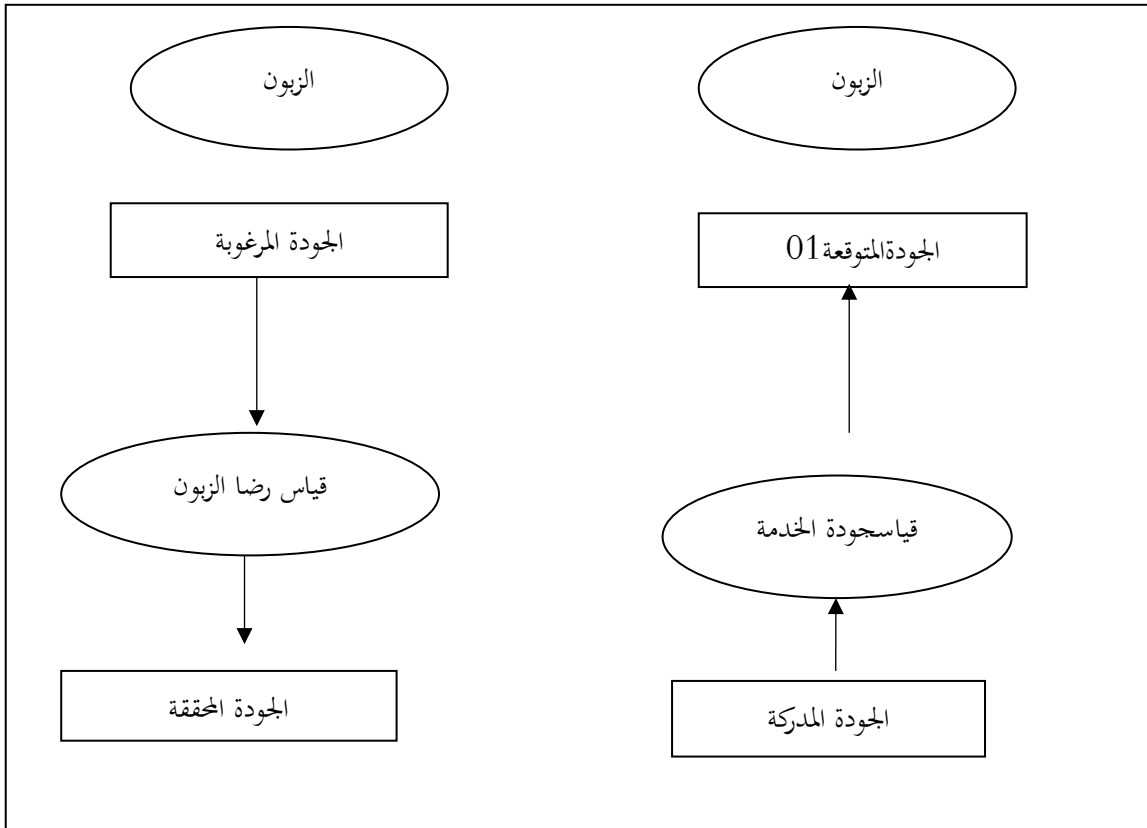 الزبون
الجودةالمتوقعة01
قياسجودة الخدمة
الجودة المدركة
الزبون
الجودة المرغوبة
قياس رضا الزبون
الجودة المحققة